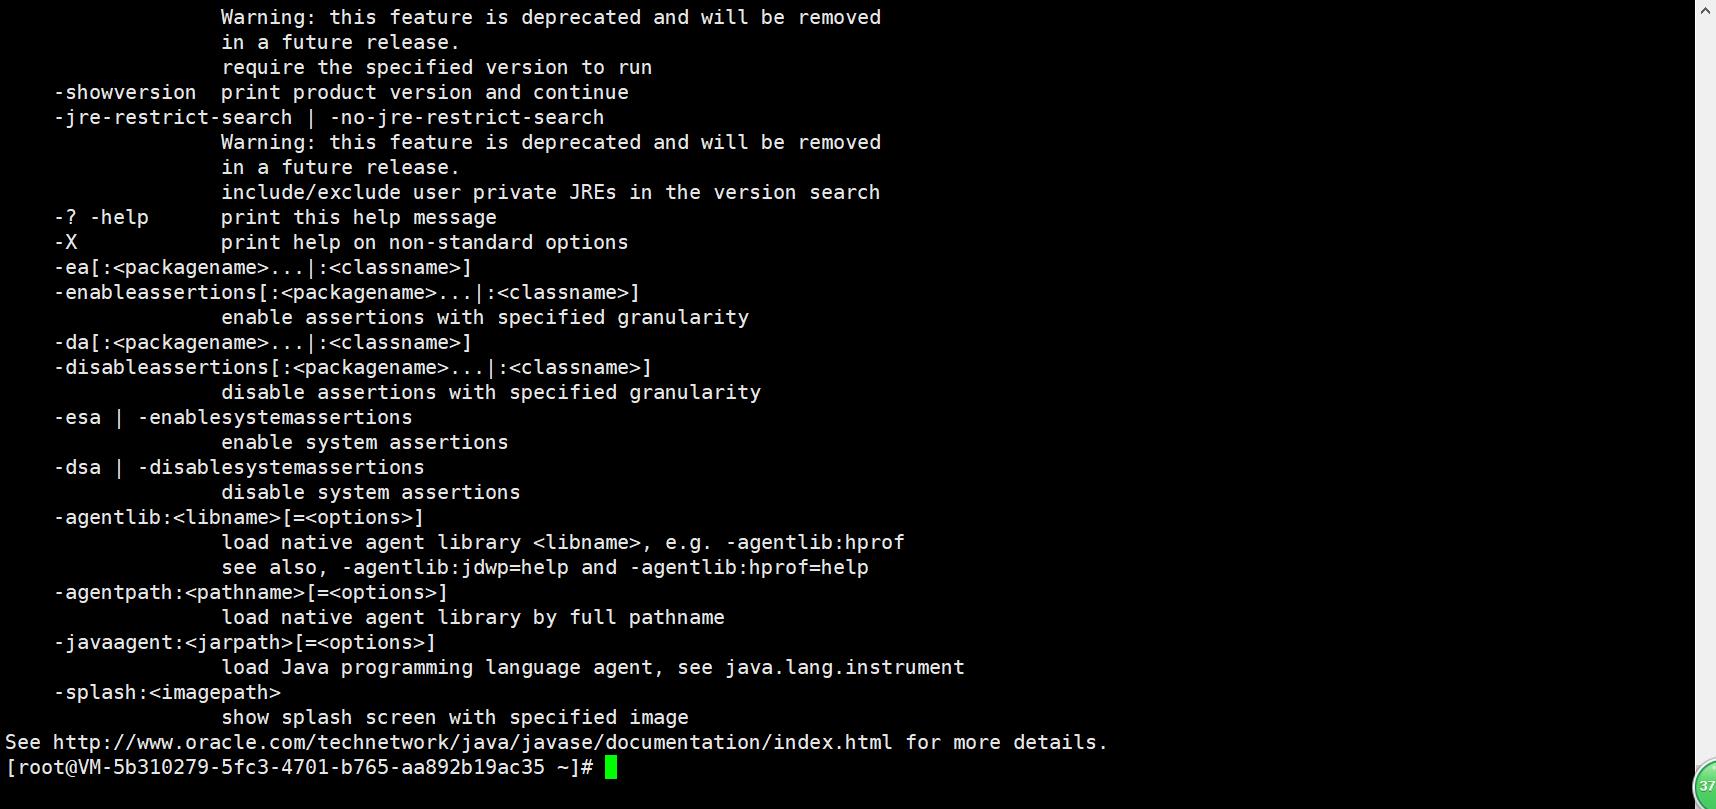 Warning: this feature is deprecated and will be removed
in a future release.
require the specified version to run
-showversion  print product version and continue
-jre-restrict-search | -no-jre-restrict-search
Warning: this feature is deprecated and will be removed
in a future release.
include/exclude user private JREs in the version search
-? -help      print this help message
-X            print help on non-standard options
-ea[:<packagename>...|:<classname>]
-enableassertions[:<packagename>...|:<classname>]
enable assertions with specified granularity
-da[:<packagename>...|:<classname>]
-disableassertions[:<packagename>...|:<classname>]
disable assertions with specified granularity
-esa | -enablesystemassertions
enable system assertions
-dsa | -disablesystemassertions
disable system assertions
-agentlib:<libname>[=<options>]
load native agent library <libname>, e.g. -agentlib:hprof
see also, -agentlib:jdwp=help and -agentlib:hprof=help
-agentpath:<pathname>[=<options>]
load native agent library by full pathname
-javaagent:<jarpath>[=<options>]
load Java programming language agent, see java.lang.instrument
-splash:<imagepath>
show splash screen with specified image
See http://www.oracle.com/technetwork/java/javase/documentation/index.html for more details.
[root@VM-5b310279-5fc3-4701-b765-aa892b19ac35 ~]#
37